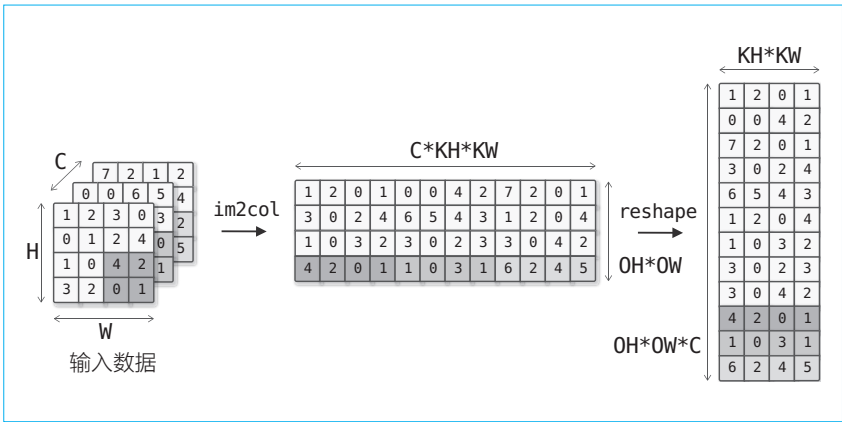 C
7 2 1 2
0 0 6 5 4
1 2 3 0 3 2
0 1 2 4 0 5
1 0 4 2 1
3 2 0 1
H
W
输入数据
im2col
C*KH*KW
1 2 0 1 0 0 4 2 7 2 0 1
3 0 2 4 6 5 4 3 1 2 0 4
1 0 3 2 3 0 2 3 3 0 4 2
4 2 0 1 1 0 3 1 6 2 4 5
OH*OW
reshape
KH*KW
1 2 0 1
0 0 4 2
7 2 0 1
3 0 2 4
6 5 4 3
1 2 0 4
1 0 3 2
3 0 2 3
3 0 4 2
4 2 0 1
1 0 3 1
6 2 4 5
OH*OW*C